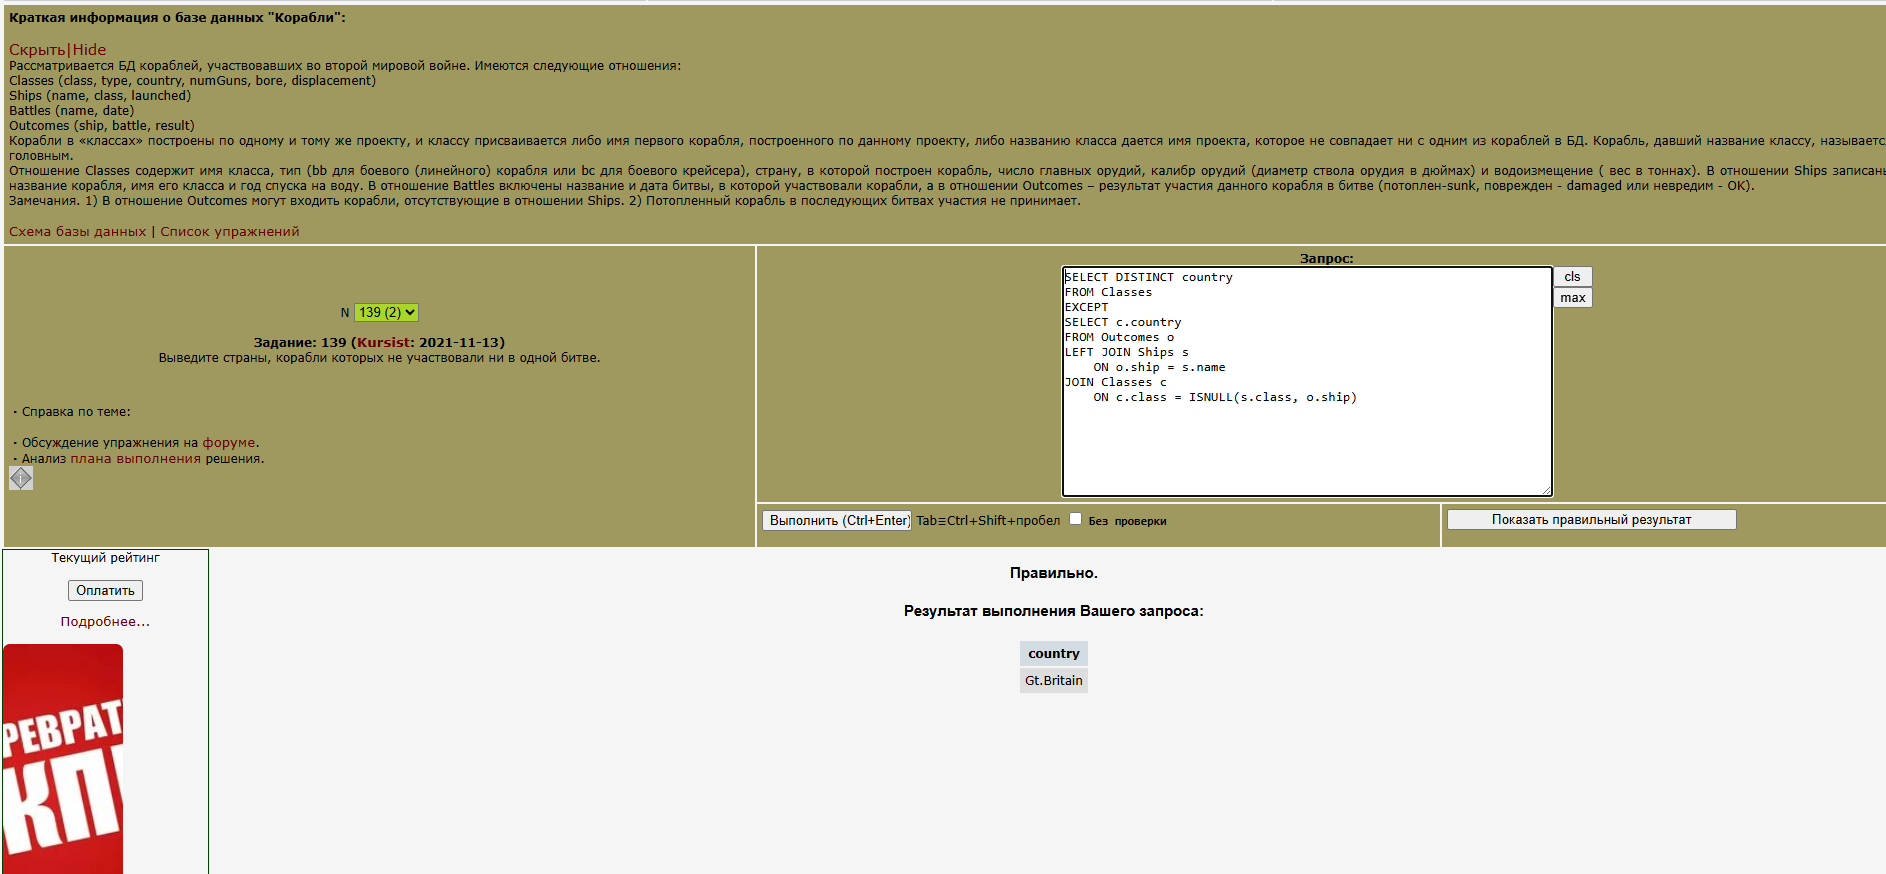 Краткая информация о базе данных "Корабли":
Скрыть|Hide
Рассматривается БД кораблей, участвовавших во второй мировой войне. Имеются следующие отношения:
Classes (class, type, country, numGuns, bore, displacement)
Ships (name, class, launched)
Battles (name, date)
Outcomes (ship, battle, result)
Корабли в «классах» построены по одному и тому же проекту, и классу присваивается либо имя первого корабля, построенного по данному проекту, либо названию класса дается имя проекта, которое не совпадает ни с одним из кораблей в БД. Корабль, давший название классу, называетс
головным.
Отношение Classes содержит имя класса, тип (bb для боевого (линейного) корабля или bc для боевого крейсера), страну, в которой построен корабль, число главных орудий, калибр орудий (диаметр ствола орудия в дюймах) и водоизмещение ( вес в тоннах). В отношении Ships записань
название корабля, имя его класса и год спуска на воду. В отношение Battles включены название и дата битвы, в которой участвовали корабли, а в отношении Outcomes – результат участия данного корабля в битве (потоплен-sunk, поврежден - damaged или невредим - OK).
Замечания. 1) В отношение Outcomes могут входить корабли, отсутствующие в отношении Ships. 2) Потопленный корабль в последующих битвах участия не принимает.
Схема базы данных | Список упражнений
N 139 (2)
Задание: 139 (Kursist: 2021-11-13)
Выведите страны, корабли которых не участвовали ни в одной битве.
· Справка по теме:
· Обсуждение упражнения на форуме.
· Анализ плана выполнения решения.
Запрос:
SELECT DISTINCT country
FROM Classes
EXCEPT
SELECT c.country
FROM Outcomes o
LEFT JOIN Ships s
ON o.ship = s.name
JOIN Classes c
ON c.class = ISNULL(s.class, o.ship)
cls
max
Выполнить (Ctrl+Enter) Tab≡Ctrl+Shift+пробел Без проверки
Показать правильный результат
Текущий рейтинг
Оплатить
Подробнее...
РЕВРАТ
КП
Правильно.
Результат выполнения Вашего запроса:
country
Gt.Britain